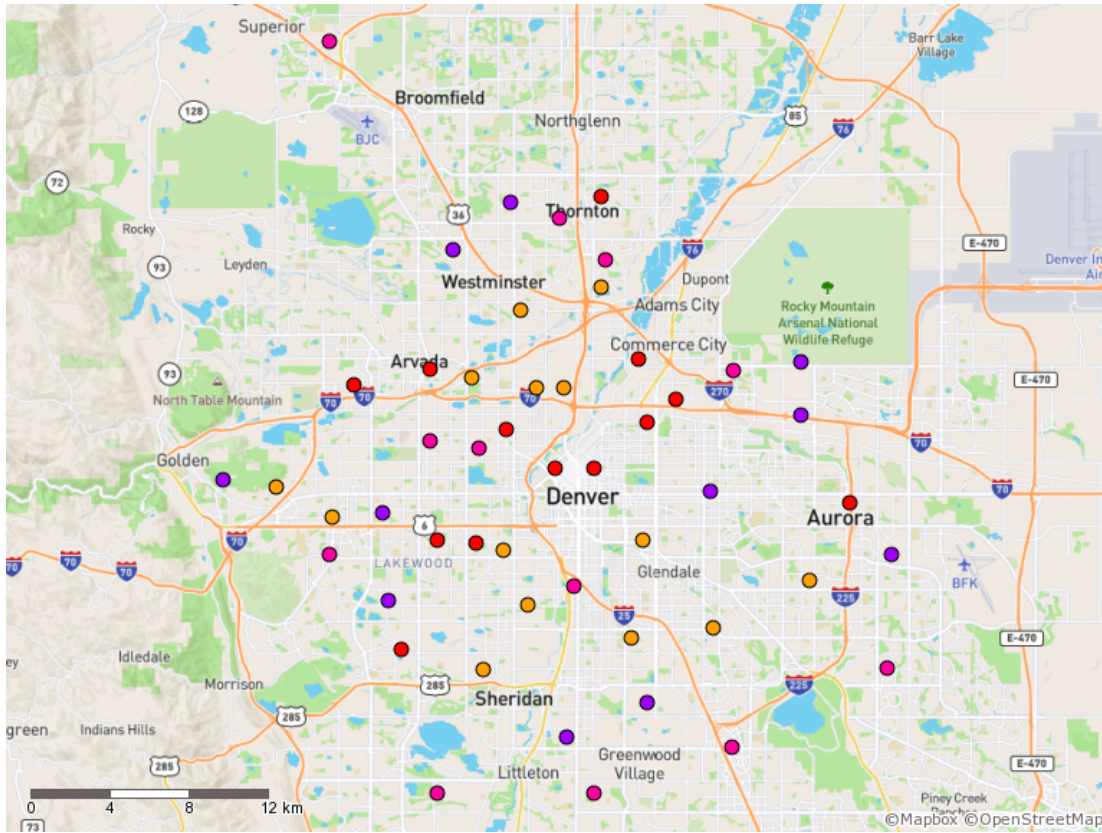 Superior
Barr Lake
Village
Broomfield
128
85
Northglenn
76
BJC
72
36
Thornton
Rocky
E-470
76
93
Leyden
Dupont
Westminster
Rocky Mountain
Arsenal National
Wildlife Refuge
Adams City
Commerce City
Arvada
93
E-470
North Table Mountain
70
70
70
270
70
Golden
70
Denver
Aurora
6
70
70
70
70
LAKEWOOD
Glendale
BFK
225
25
E-470
Idledale
Morrison
285
225
Sheridan
285
Indians Hills
285
Greenwood
Village
Littleton
E-470
0 4 8 12 km
Piney Creek
73
©Mapbox ©OpenStreetMap